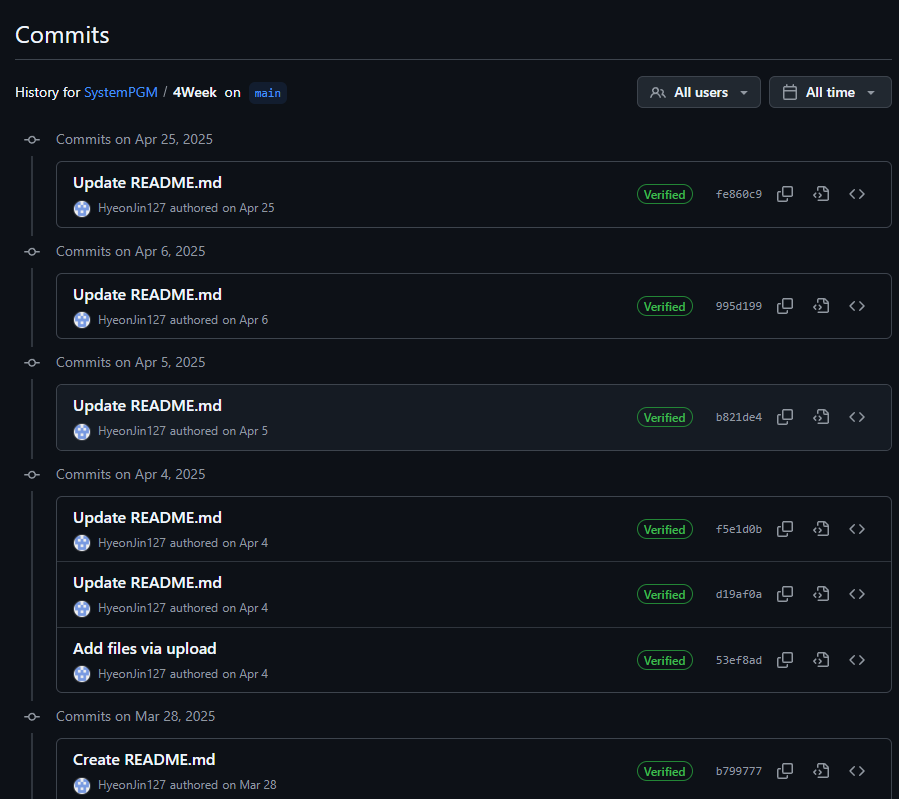 Commits
History for SystemPGM / 4Week on main All users All time
Commits on Apr 25, 2025
Update README.md
HyeonJin127 authored on Apr 25
Verified fe860c9
Commits on Apr 6, 2025
Update README.md
HyeonJin127 authored on Apr 6
Verified 995d199
Commits on Apr 5, 2025
Update README.md
HyeonJin127 authored on Apr 5
Verified b821de4
Commits on Apr 4, 2025
Update README.md
HyeonJin127 authored on Apr 4
Verified f5e1d0b
Update README.md
HyeonJin127 authored on Apr 4
Verified d19af0a
Add files via upload
HyeonJin127 authored on Apr 4
Verified 53ef8ad
Commits on Mar 28, 2025
Create README.md
HyeonJin127 authored on Mar 28
Verified b799777